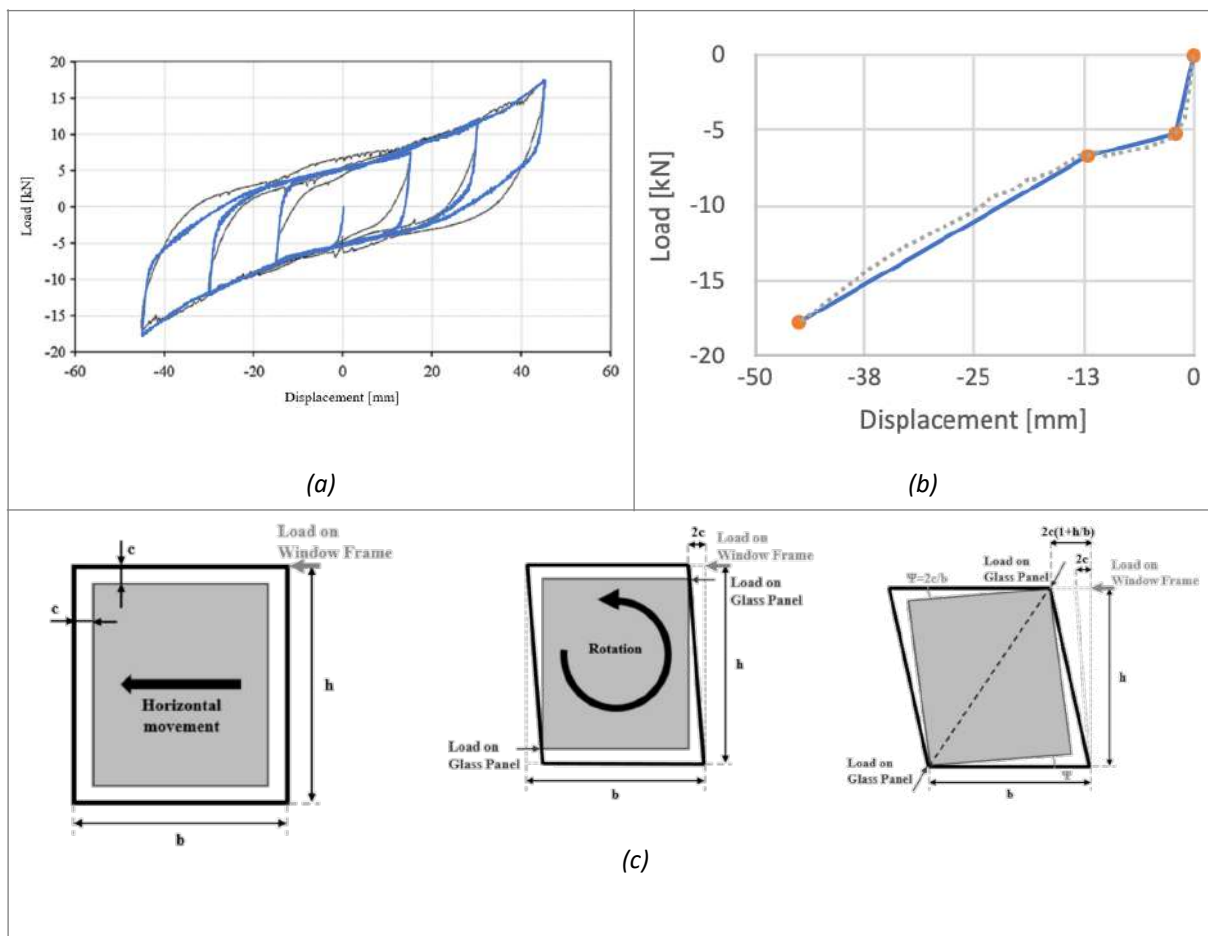 20
15
10
5
0
-5
-10
-15
-20
Load [kN]
-60 -40 -20 0 20 40 60
Displacement [mm]
(a)
0
-5
-10
-15
-20
Load [kN]
-50 -38 -25 -13 0
Displacement [mm]
(b)
c
Load on
Window Frame
c
h
Horizontal
movement
b
2c
Load on
Window Frame
Load on
Glass Panel
Rotation
h
Load on
Glass Panel
b
2c(1+h/b)
Load on
Glass Panel
2c
Load on
Window Frame
Ψ=2c/b
h
Load on
Glass Panel
Ψ
b
(c)